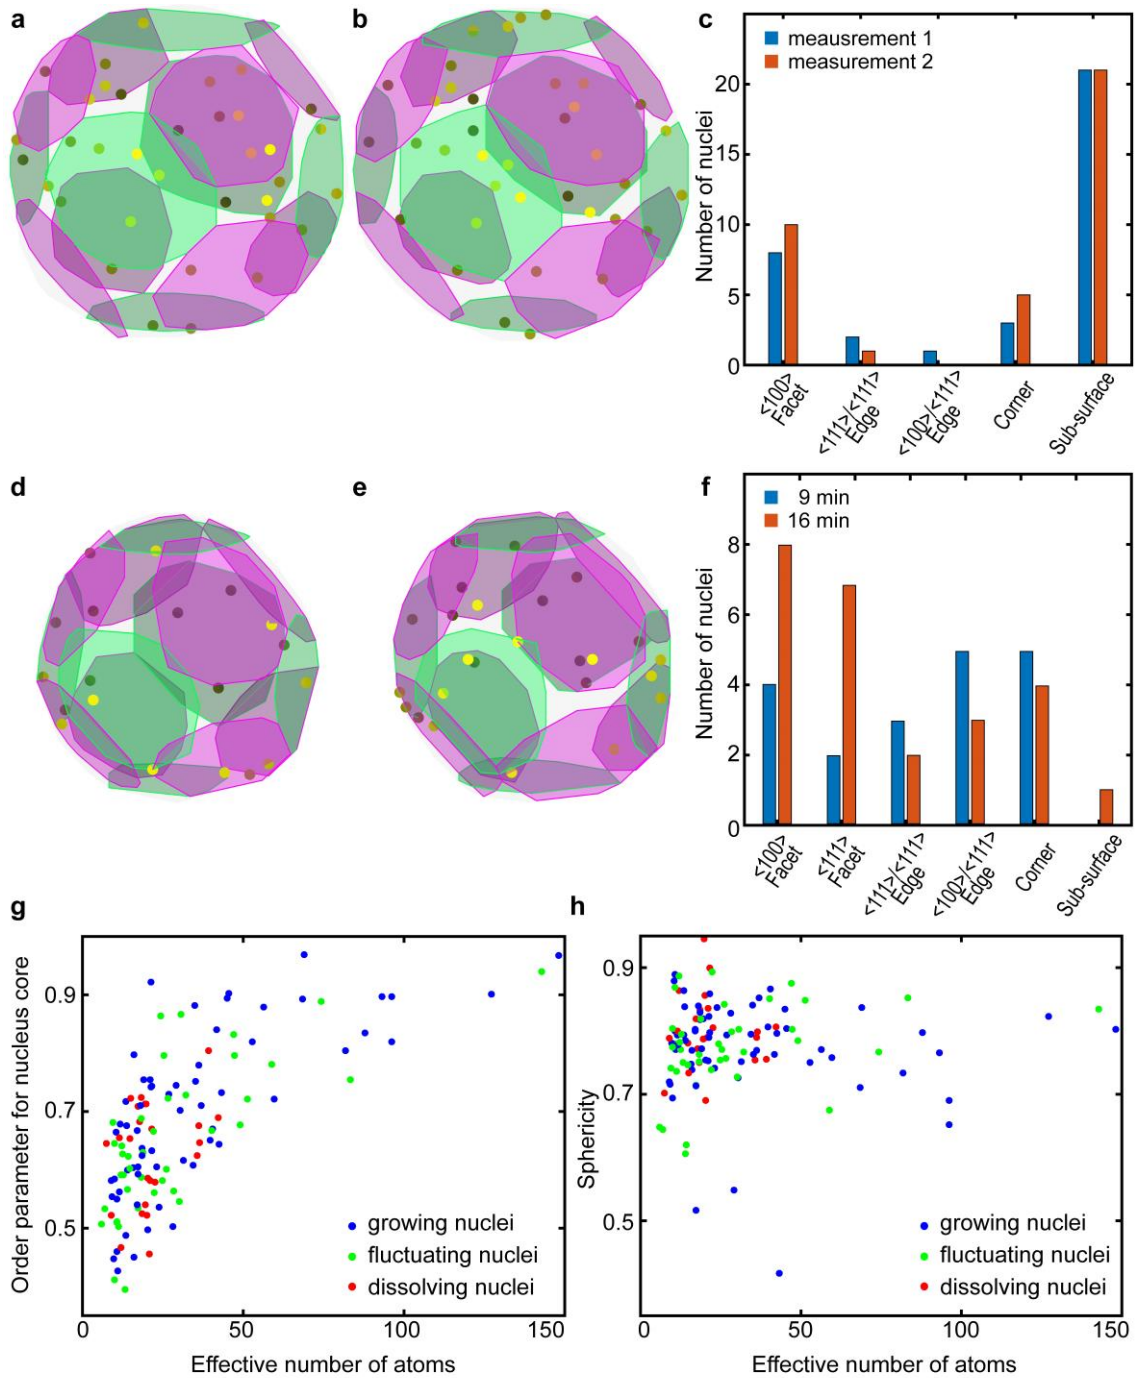 a
b
c
meausrement 1
measurement 2
Number of nuclei
20
15
10
5
0
<100>
Facet
<111>/<111>
Edge
<100>/<111>
Edge
Corner
Sub-surface
d
e
f
9 min
16 min
Number of nuclei
8
6
4
2
0
<100>
Facet
<111>
Facet
<111>/<111>
Edge
<100>/<111>
Edge
Corner
Sub-surface
g
Order parameter for nucleus core
0.9
0.7
0.5
growing nuclei
fluctuating nuclei
dissolving nuclei
0 50 100 150
Effective number of atoms
h
Sphericity
0.9
0.7
0.5
growing nuclei
fluctuating nuclei
dissolving nuclei
0 50 100 150
Effective number of atoms